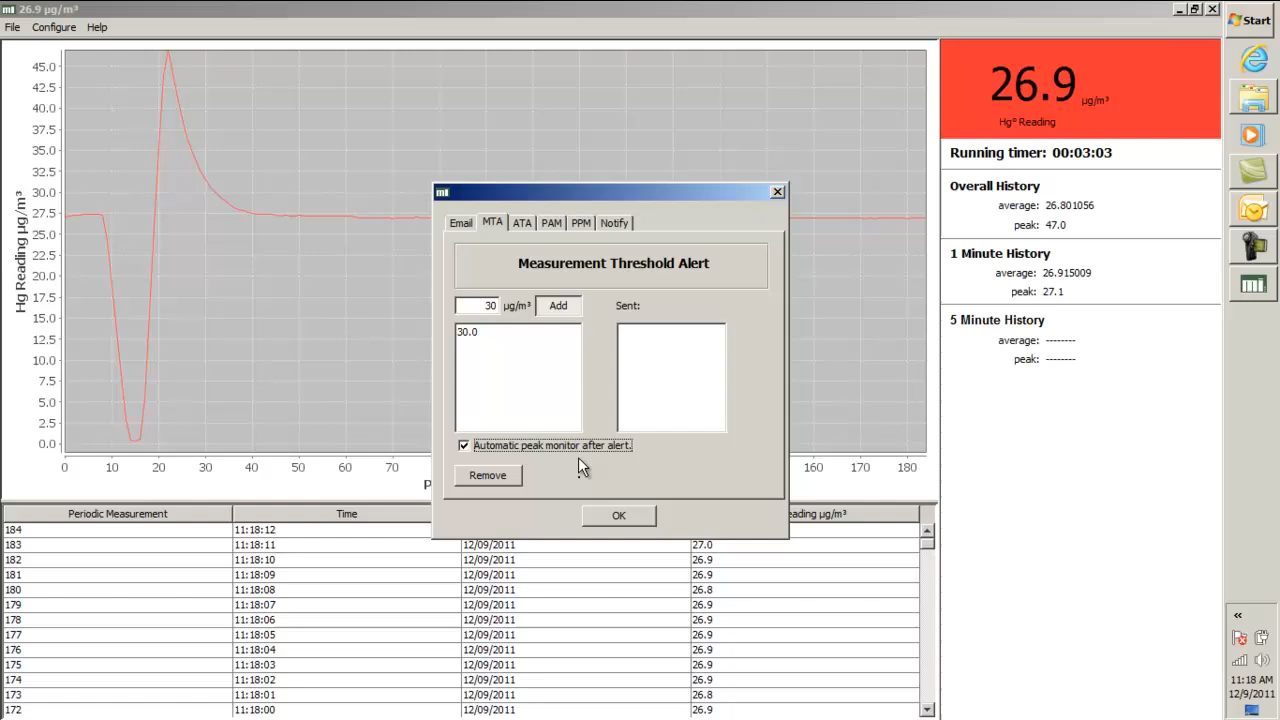 26.9 µg/m³
File Configure Help
Start
45.0
42.5
40.0
37.5
35.0
32.5
30.0
27.5
25.0
22.5
20.0
17.5
15.0
12.5
10.0
7.5
5.0
2.5
0.0
Hg Reading µg/m³
0 10 20 30 40 50 60 70 160 170 180
26.9 µg/m³
Hg° Reading
Running timer: 00:03:03
Overall History
average: 26.801056
peak: 47.0
1 Minute History
average: 26.915009
peak: 27.1
5 Minute History
average: --------
peak: --------
Email MTA ATA PAM PPM Notify
Measurement Threshold Alert
30 µg/m³ Add Sent:
30.0
Automatic peak monitor after alert.
Remove
OK
Periodic Measurement Time eading µg/m³
184 11:18:12
183 11:18:11 12/09/2011 27.0
182 11:18:10 12/09/2011 26.9
181 11:18:09 12/09/2011 26.9
180 11:18:08 12/09/2011 26.8
179 11:18:07 12/09/2011 26.9
178 11:18:06 12/09/2011 26.9
177 11:18:05 12/09/2011 26.9
176 11:18:04 12/09/2011 26.9
175 11:18:03 12/09/2011 26.9
174 11:18:02 12/09/2011 26.9
173 11:18:01 12/09/2011 26.8
172 11:18:00 12/09/2011 26.9
11:18 AM
12/9/2011